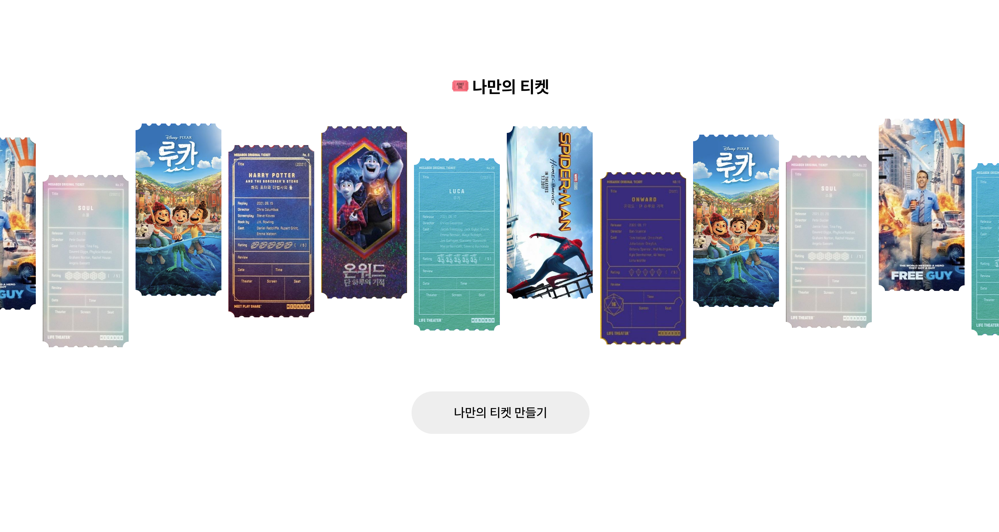 ADMIT
ONE
나만의 티켓
D A HERO
GUY
GUY
MEGABOX ORIGINAL TICKET No.22
Title [2021]
SOUL
소울
Release 2021. 01. 20
Director Pete Docter
Cast Jamie Foxx, Tina Fey,
Daveed Diggs, Phylicia Rashad,
Graham Norton, Rachel House,
Angela Bassett
Rating ( / 5 )
Review
Date Time
Theater Screen Seat
LIFE THEATER™ MEGABOX
Disney · PIXAR
루카
MEGABOX ORIGINAL TICKET Re. 6
Title [2021]
HARRY POTTER
AND THE SORCERER'S STONE
해리 포터와 마법사의 돌
Replay 2021. 09. 15
Director Chris Columbus
Screenplay Steve Kloves
Book by J.K. Rowling
Cast Daniel Radcliffe, Rupert Grint,
Emma Watson
Rating ( / 5 )
Review
Date Time
Theater Screen Seat
MEET PLAY SHARE™ MEGABOX
온워드
단 하루의 기적
MEGABOX ORIGINAL TICKET No.29
Title [2021]
LUCA
루카
Release 2021. 06. 17
Director Enrico Casarosa
Cast Jacob Tremblay, Jack Dylan Grazer,
Emma Berman, Maya Rudolph,
Jim Gaffigan, Giacomo Gianniotti,
Marco Barricelli, Saverio Raimondo
Rating ( / 5 )
Review
Date Time
Theater Screen Seat
LIFE THEATER™ MEGABOX
MARVEL STUDIOS
SPIDER-MAN
HOMECOMING
IN THEATRES
7.7.2017
MEGABOX ORIGINAL TICKET NO.16
Title [2020]
ONWARD
온워드 : 단 하루의 기적
Release 2020. 06. 17
Director Dan Scanlon
Cast Tom Holland, Chris Pratt,
Julia Louis-Dreyfus,
Octavia Spencer, Mel Rodriguez,
Kyle Bornheimer, Ali Wong,
Lena Waithe
Rating ( / 5 )
Review
Time
16
Screen Seat
LIFE THEATER™ MEGABOX
Disney · PIXAR
루카
MEGABOX ORIGINAL TICKET No.22
Title [2021]
SOUL
소울
Release 2021. 01. 20
Director Pete Docter
Cast Jamie Foxx, Tina Fey,
Daveed Diggs, Phylicia Rashad,
Graham Norton, Rachel House,
Angela Bassett
Rating ( / 5 )
Review
Date Time
Theater Screen Seat
LIFE THEATER™ MEGABOX
THE WORLD NEEDED A HERO
THEY GOT A GUY
FREE GUY
MEGABOX ORIGIN
Title
Release
Director
Cast
Rating
Review
Date
Theater
LIFE THEATER
나만의 티켓 만들기